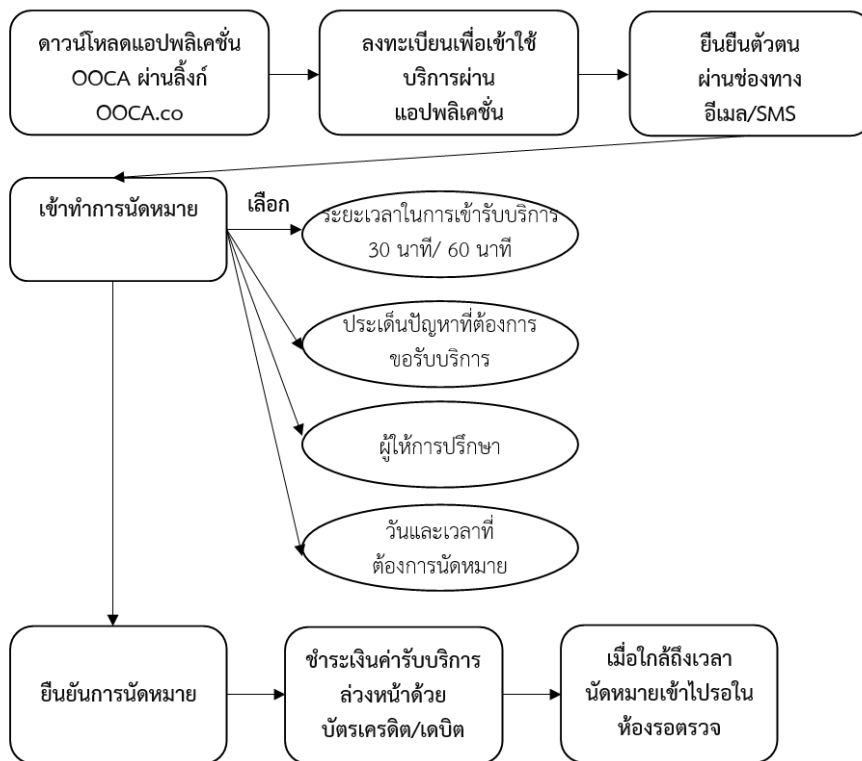 ดาวน์โหลดแอปพลิเคชั่น
OOCA ผ่านลิ้งก์
OOCA.co
ลงทะเบียนเพื่อเข้าใช้
บริการผ่าน
แอปพลิเคชั่น
ยืนยืนตัวตน
ผ่านช่องทาง
อีเมล/SMS
เข้าทำการนัดหมาย
เลือก
ระยะเวลาในการเข้ารับบริการ
30 นาที/ 60 นาที
ประเด็นปัญหาที่ต้องการ
ขอรับบริการ
ผู้ให้การปรึกษา
วันและเวลาที่
ต้องการนัดหมาย
ยืนยันการนัดหมาย
ชำระเงินค่ารับบริการ
ล่วงหน้าด้วย
บัตรเครดิต/เดบิต
เมื่อใกล้ถึงเวลา
นัดหมายเข้าไปรอใน
ห้องรอตรวจ